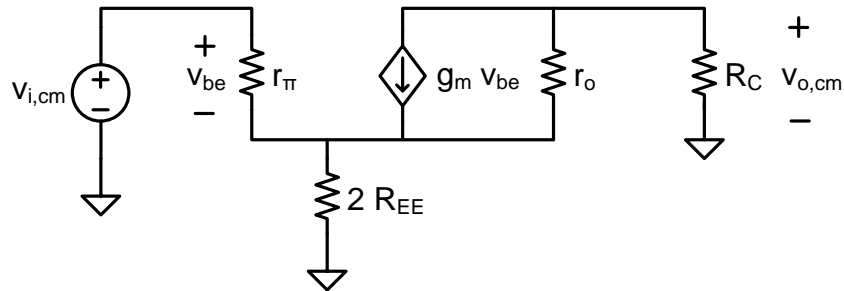 +
+
v_i,cm
+
−
v_be
r_π
g_m v_be
r_o
R_C
v_o,cm
−
−
2 R_EE